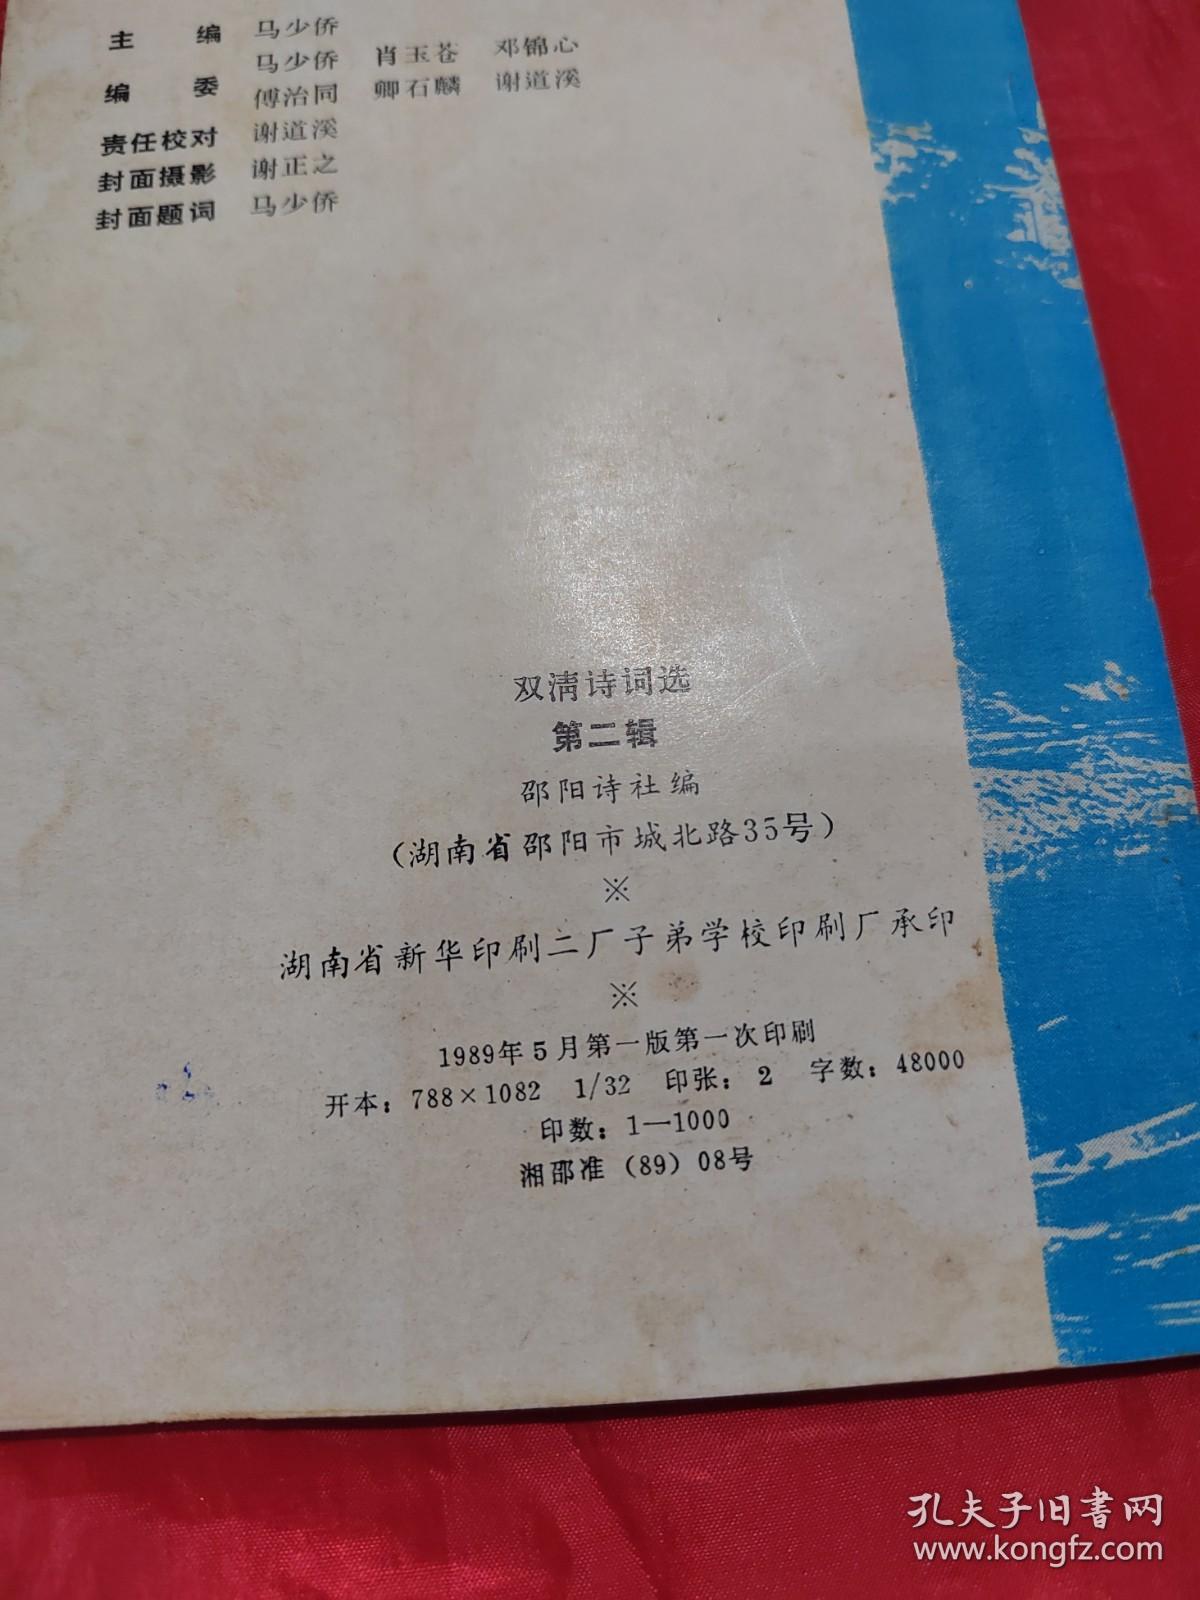 主 编 马少侨
编 委 马少侨 肖玉苍 邓锦心
傅治同 卿石麟 谢道溪
责任校对 谢道溪
封面摄影 谢正之
封面题词 马少侨
双清诗词选
第二辑
邵阳诗社编
(湖南省邵阳市城北路35号)
※
湖南省新华印刷二厂子弟学校印刷厂承印
※
1989年5月第一版第一次印刷
开本：788×1082 1/32 印张：2 字数：48000
印数：1—1000
湘邵准(89)08号
孔夫子旧书网
www.kongfz.com